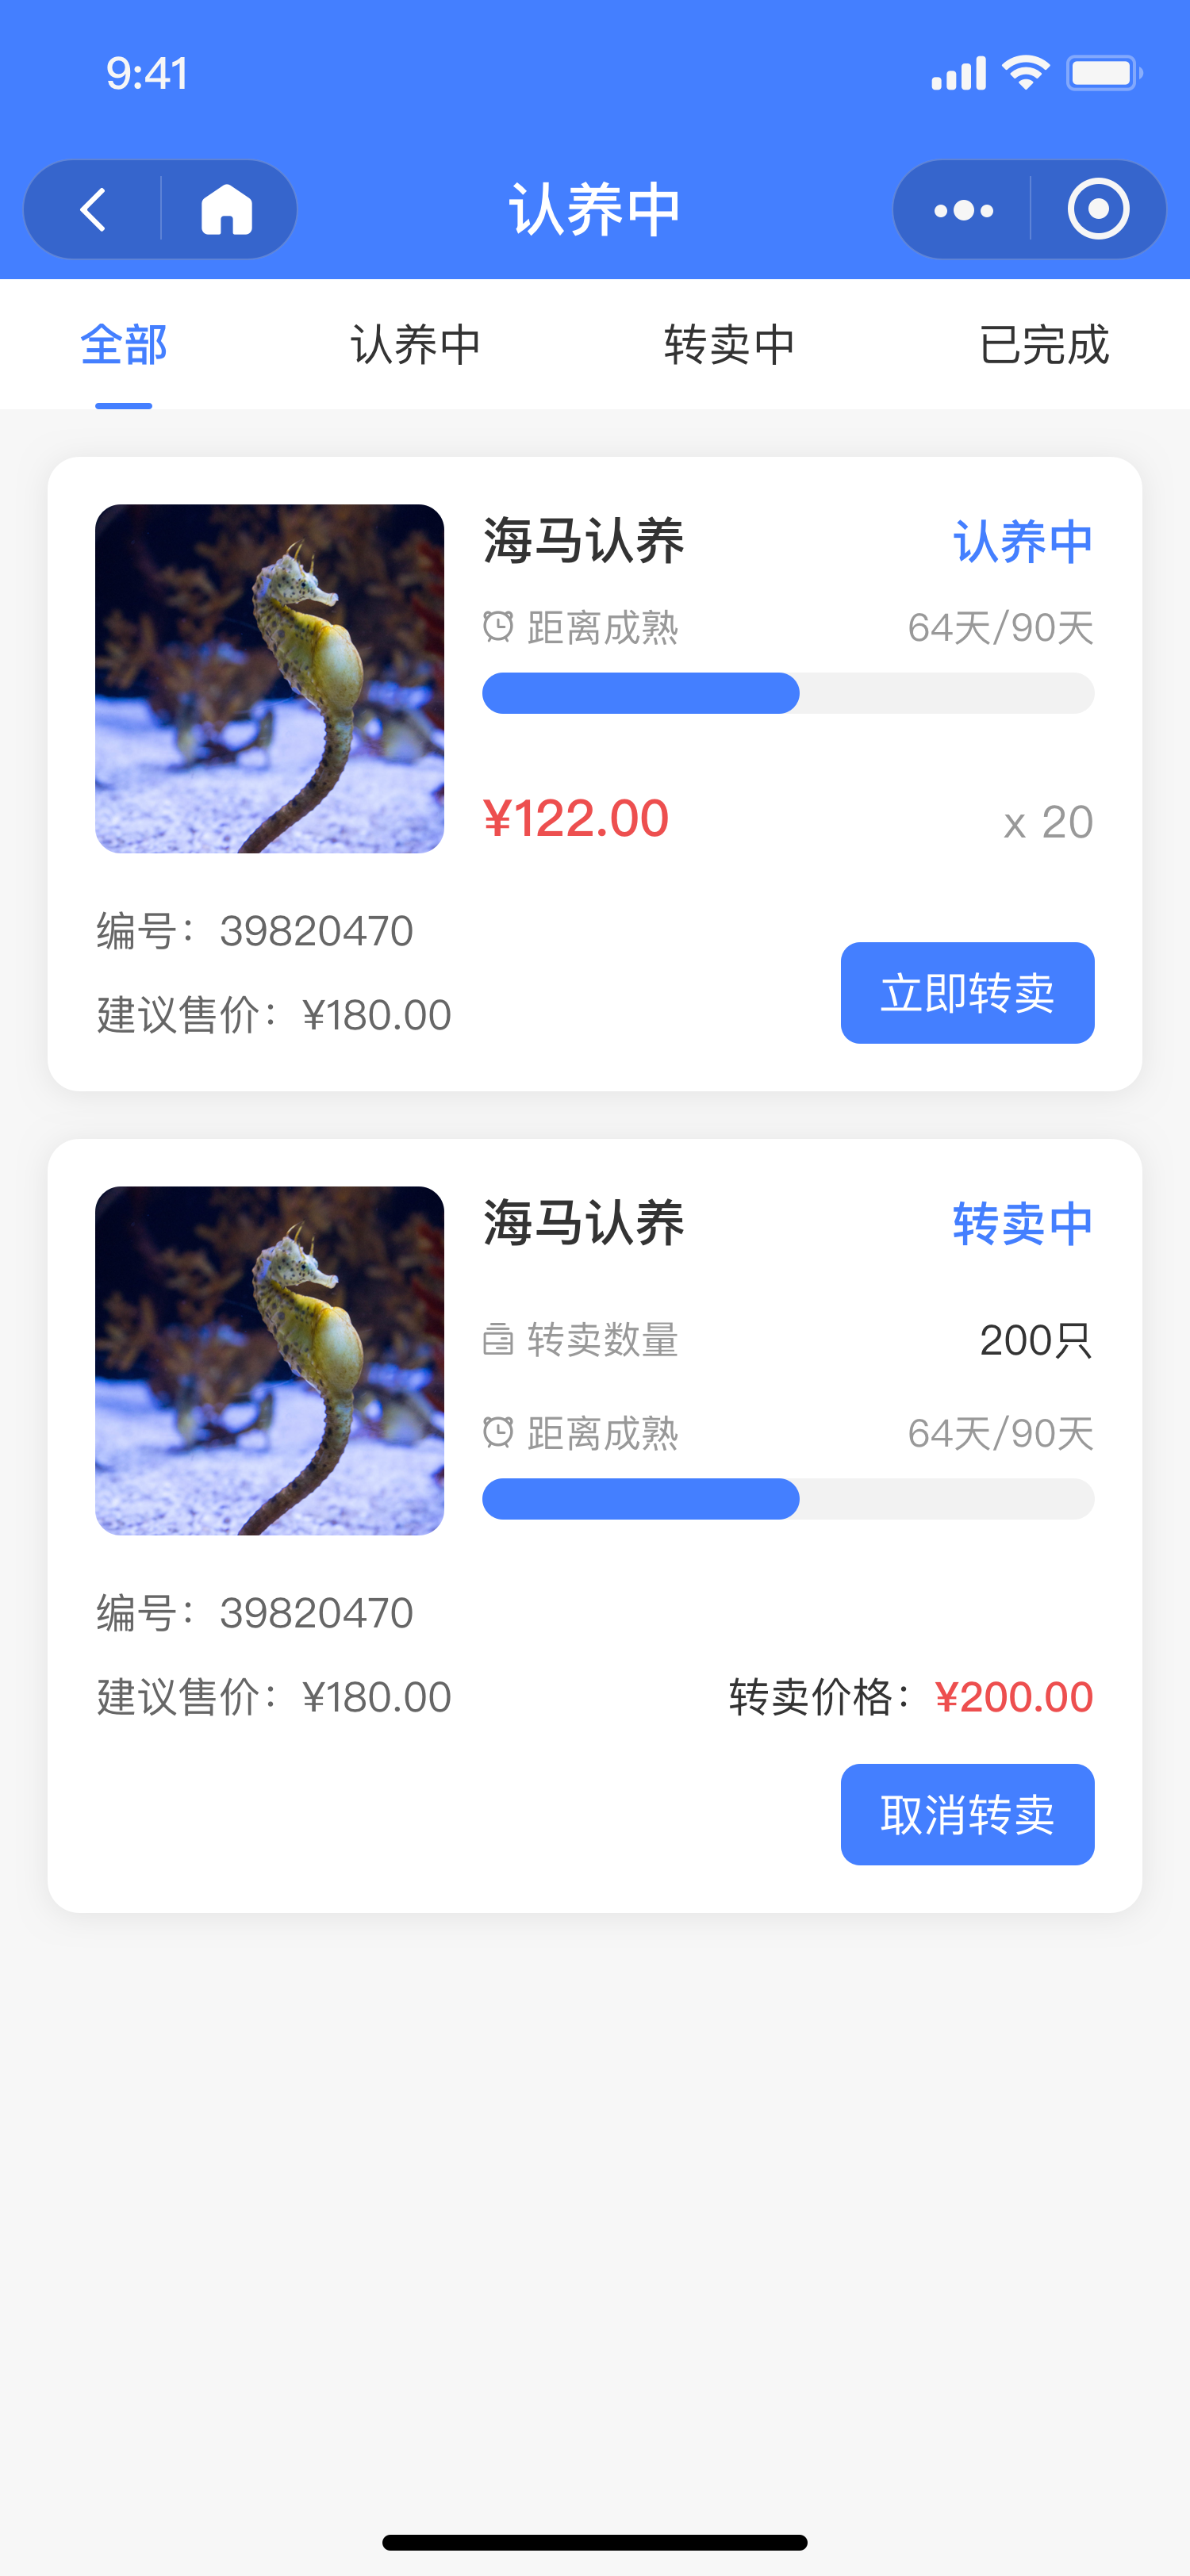 9:41
认养中
全部 认养中 转卖中 已完成
海马认养 认养中
距离成熟 64天/90天
¥122.00 x 20
编号：39820470
建议售价：¥180.00
立即转卖
海马认养 转卖中
转卖数量 200只
距离成熟 64天/90天
编号：39820470
建议售价：¥180.00 转卖价格：¥200.00
取消转卖